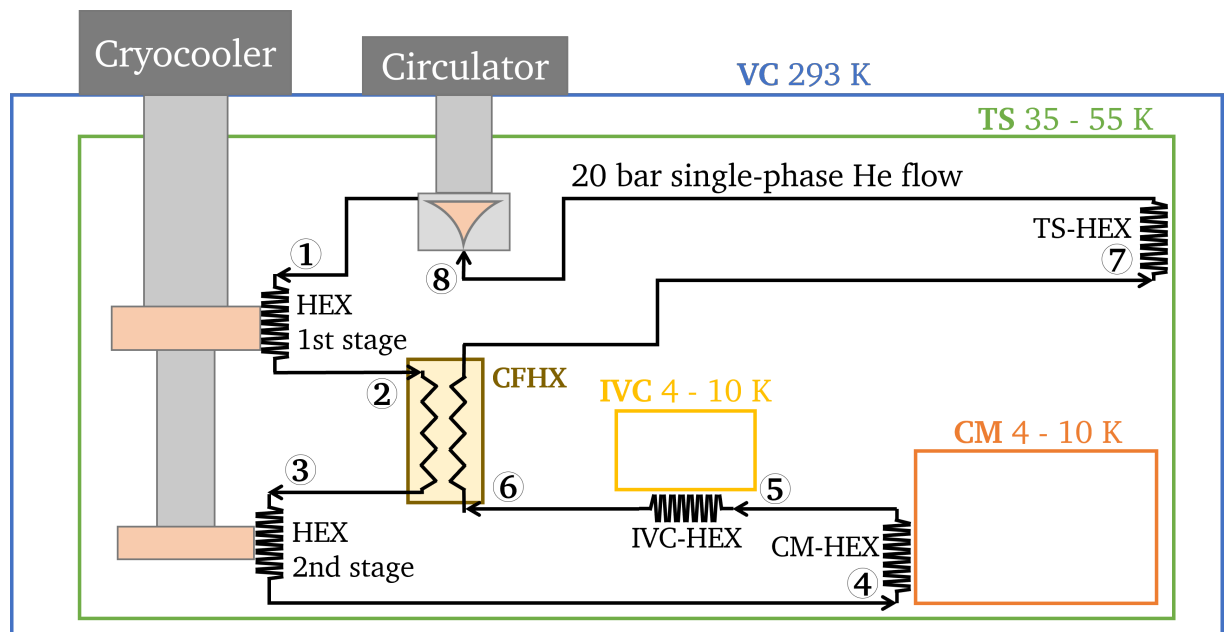 Cryocooler
Circulator
VC 293 K
TS 35 - 55 K
20 bar single-phase He flow
TS-HEX
①
⑧
⑦
HEX
1st stage
②
CFHX
IVC 4 - 10 K
CM 4 - 10 K
③
⑥
⑤
HEX
2nd stage
IVC-HEX
CM-HEX
④